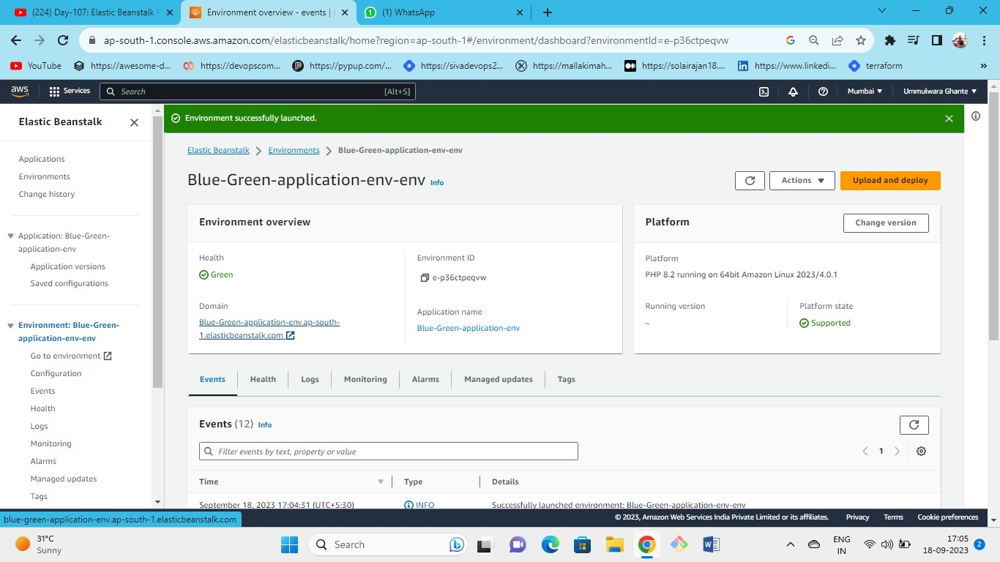 (224) Day-107: Elastic Beanstalk
Environment overview - events |
(1) WhatsApp
ap-south-1.console.aws.amazon.com/elasticbeanstalk/home?region=ap-south-1#/environment/dashboard?environmentId=e-p36ctpeqvw
YouTube
https://awesome-d...
https://devopscom...
https://pypup.com/...
https://sivadevops2...
https://mallakimah...
https://solairajan18....
https://www.linkedi...
terraform
aws
Services
Search
[Alt+S]
Mumbai
Ummulwara Ghante
Elastic Beanstalk
Applications
Environments
Change history
Application: Blue-Green-
application-env
Application versions
Saved configurations
Environment: Blue-Green-
application-env-env
Go to environment
Configuration
Events
Health
Logs
Monitoring
Alarms
Managed updates
Tags
Environment successfully launched.
Elastic Beanstalk
Environments
Blue-Green-application-env-env
Blue-Green-application-env-env Info
Actions
Upload and deploy
Environment overview
Health
Green
Domain
Blue-Green-application-env.ap-south-
1.elasticbeanstalk.com
Environment ID
e-p36ctpeqvw
Application name
Blue-Green-application-env
Platform
Change version
Platform
PHP 8.2 running on 64bit Amazon Linux 2023/4.0.1
Running version
–
Platform state
Supported
Events
Health
Logs
Monitoring
Alarms
Managed updates
Tags
Events (12) Info
Filter events by text, property or value
1
Time
Type
Details
September 18, 2023 17:04:31 (UTC+5:30)
INFO
Successfully launched environment: Blue-Green-application-env-env
blue-green-application-env.ap-south-1.elasticbeanstalk.com
© 2023, Amazon Web Services India Private Limited or its affiliates.
Privacy
Terms
Cookie preferences
31°C
Sunny
Search
ENG
IN
17:05
18-09-2023
2